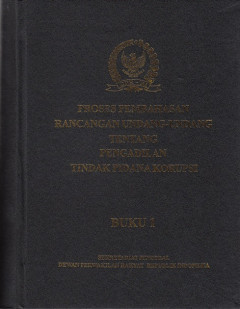 PROSES PEMBAHASAN
RANCANGAN UNDANG-UNDANG
TENTANG
PENGADILAN
TINDAK PIDANA KORUPSI
BUKU 1
SEKRETARIAT JENDERAL
DEWAN PERWAKILAN RAKYAT REPUBLIK INDONESIA